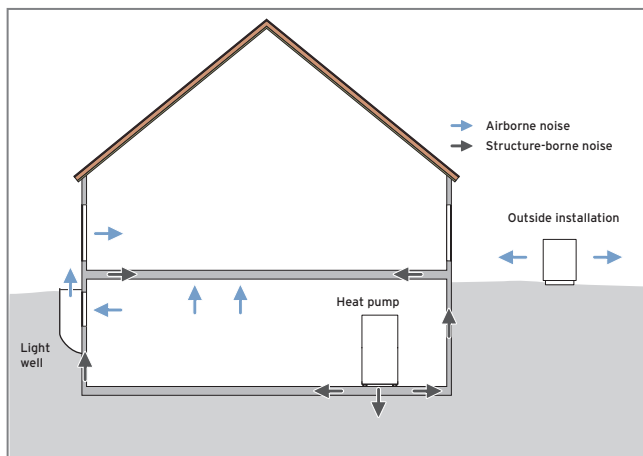 Airborne noise
Structure-borne noise
Outside installation
Heat pump
Light
well